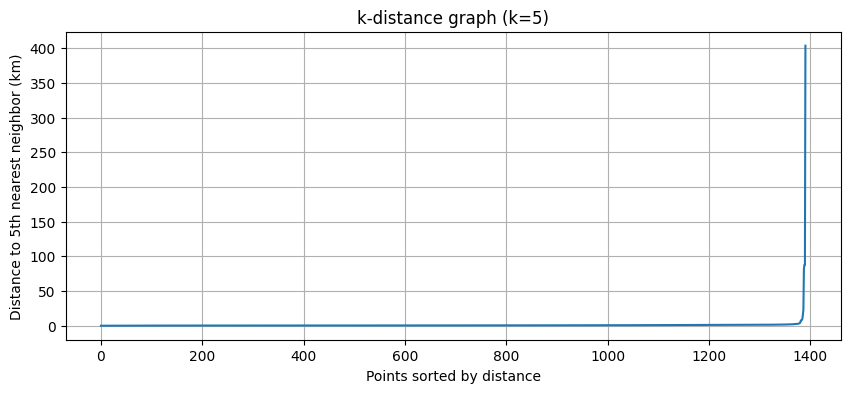 k-distance graph (k=5)
Distance to 5th nearest neighbor (km)
400
350
300
250
200
150
100
50
0
0 200 400 600 800 1000 1200 1400
Points sorted by distance